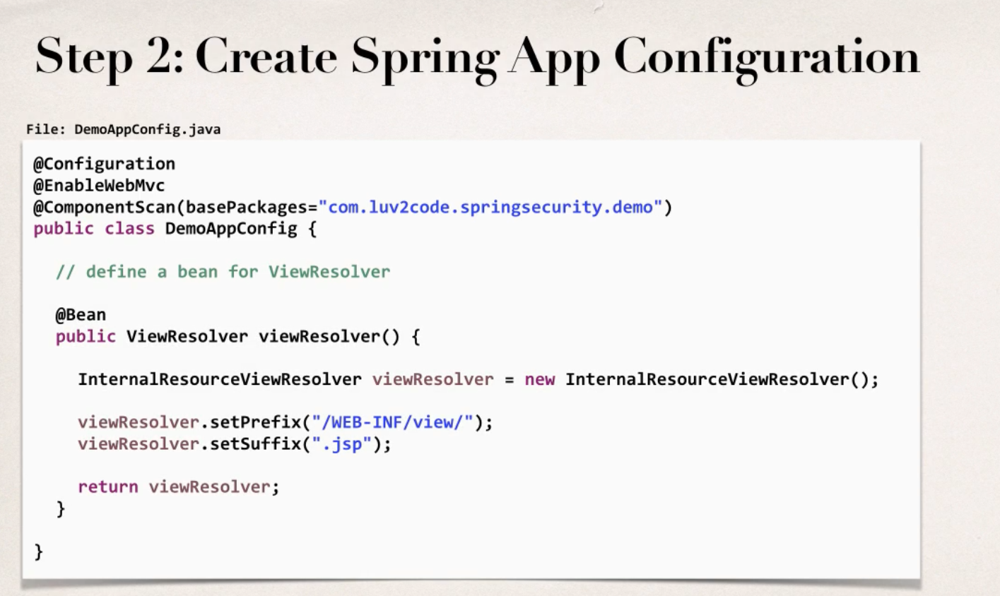 Step 2: Create Spring App Configuration
File: DemoAppConfig.java
@Configuration
@EnableWebMvc
@ComponentScan(basePackages="com.luv2code.springsecurity.demo")
public class DemoAppConfig {
// define a bean for ViewResolver
@Bean
public ViewResolver viewResolver() {
InternalResourceViewResolver viewResolver = new InternalResourceViewResolver();
viewResolver.setPrefix("/WEB-INF/view/");
viewResolver.setSuffix(".jsp");
return viewResolver;
}
}